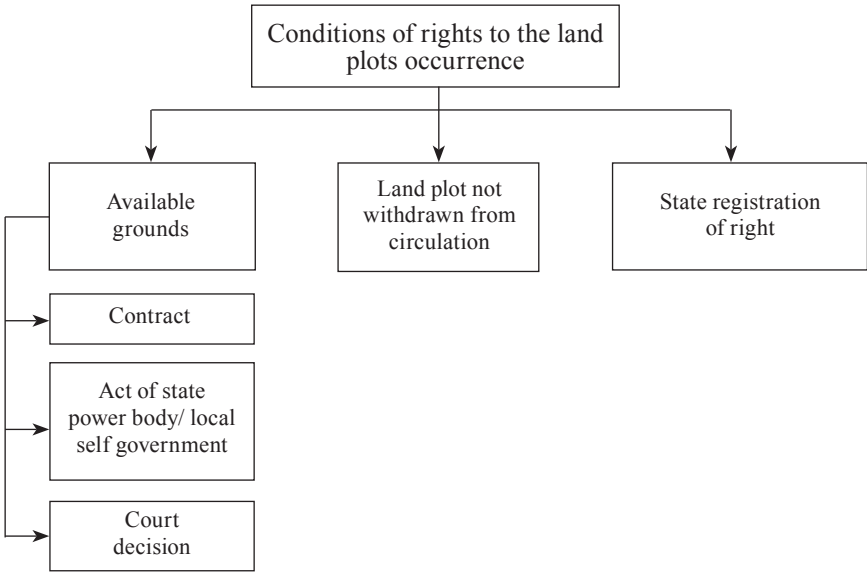 Conditions of rights to the land
plots occurrence
Available
grounds
Land plot not
withdrawn from
circulation
State registration
of right
Contract
Act of state
power body/ local
self government
Court
decision